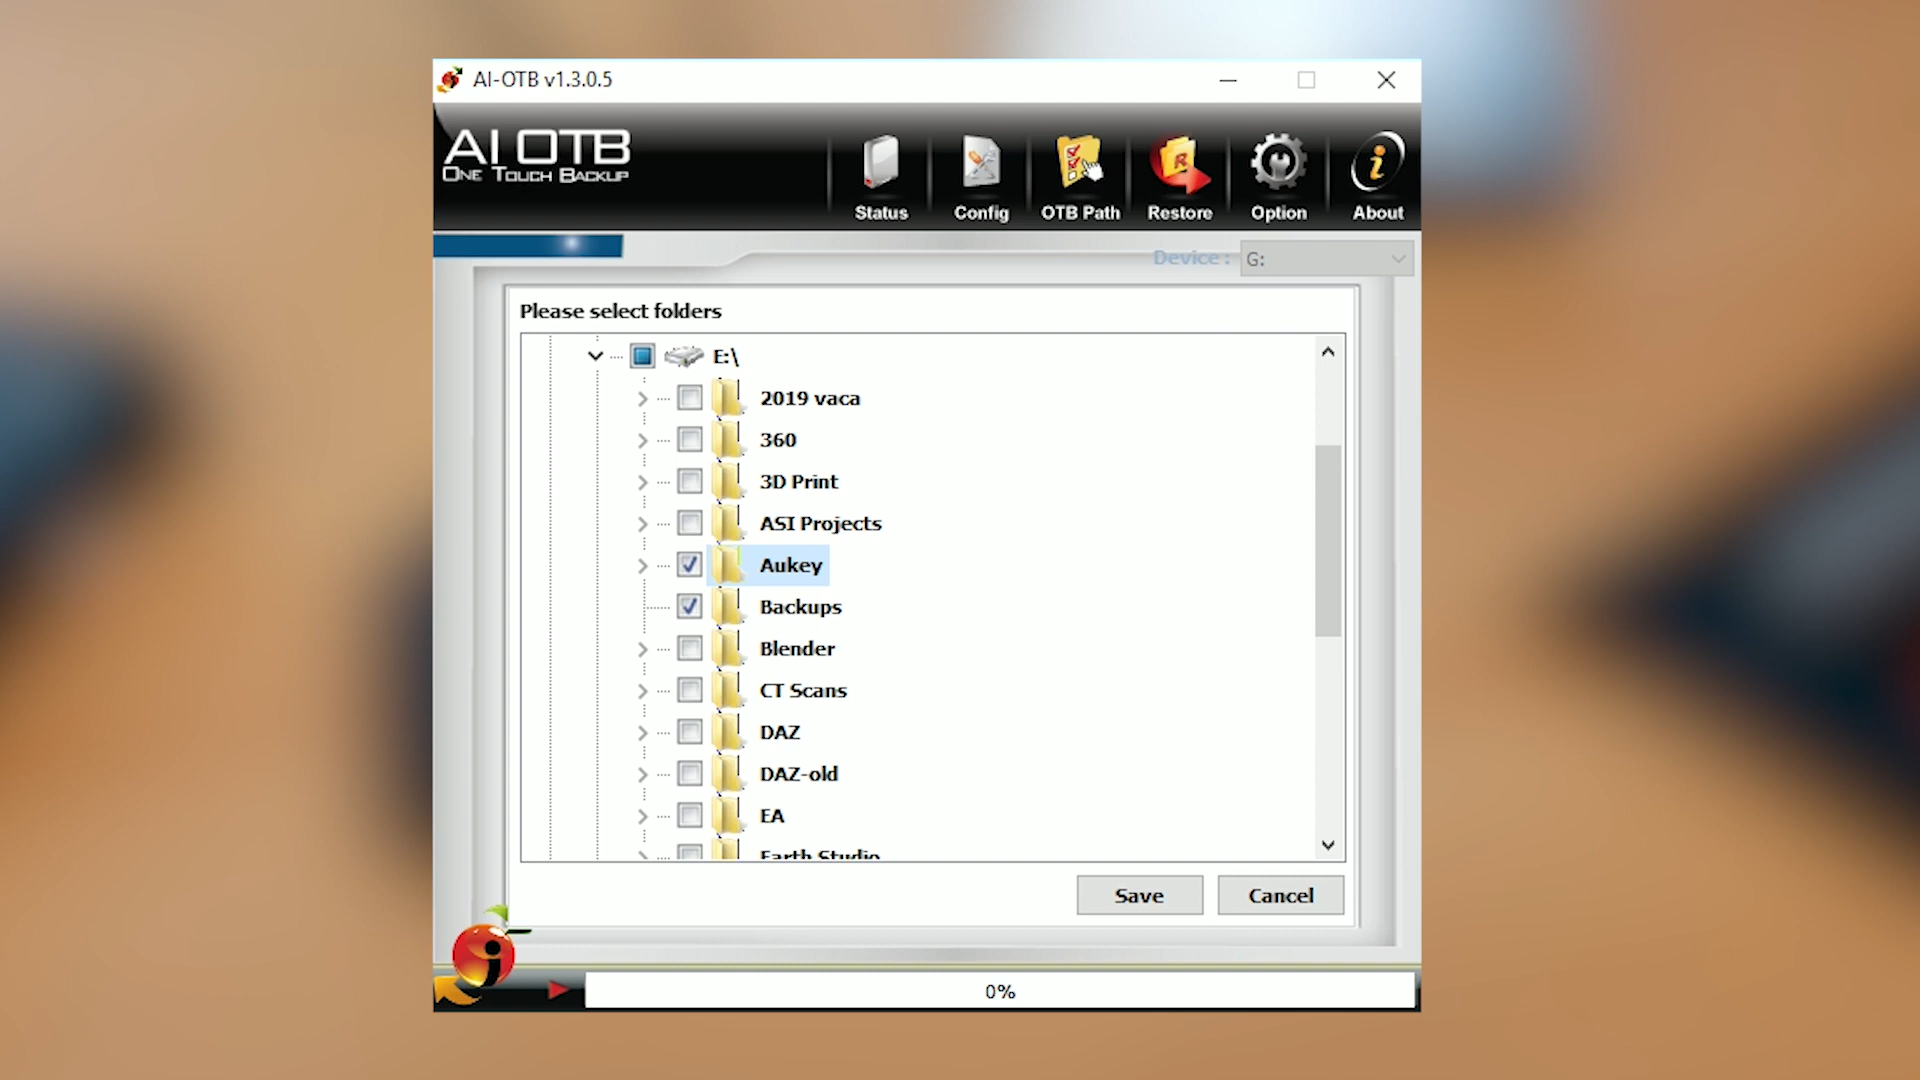 AI-OTB v1.3.0.5
AI OTB
ONE TOUCH BACKUP
Status
Config
OTB Path
Restore
Option
About
Device :
G:
Please select folders
E:\
2019 vaca
360
3D Print
ASI Projects
Aukey
Backups
Blender
CT Scans
DAZ
DAZ-old
EA
Earth Studio
Save
Cancel
0%